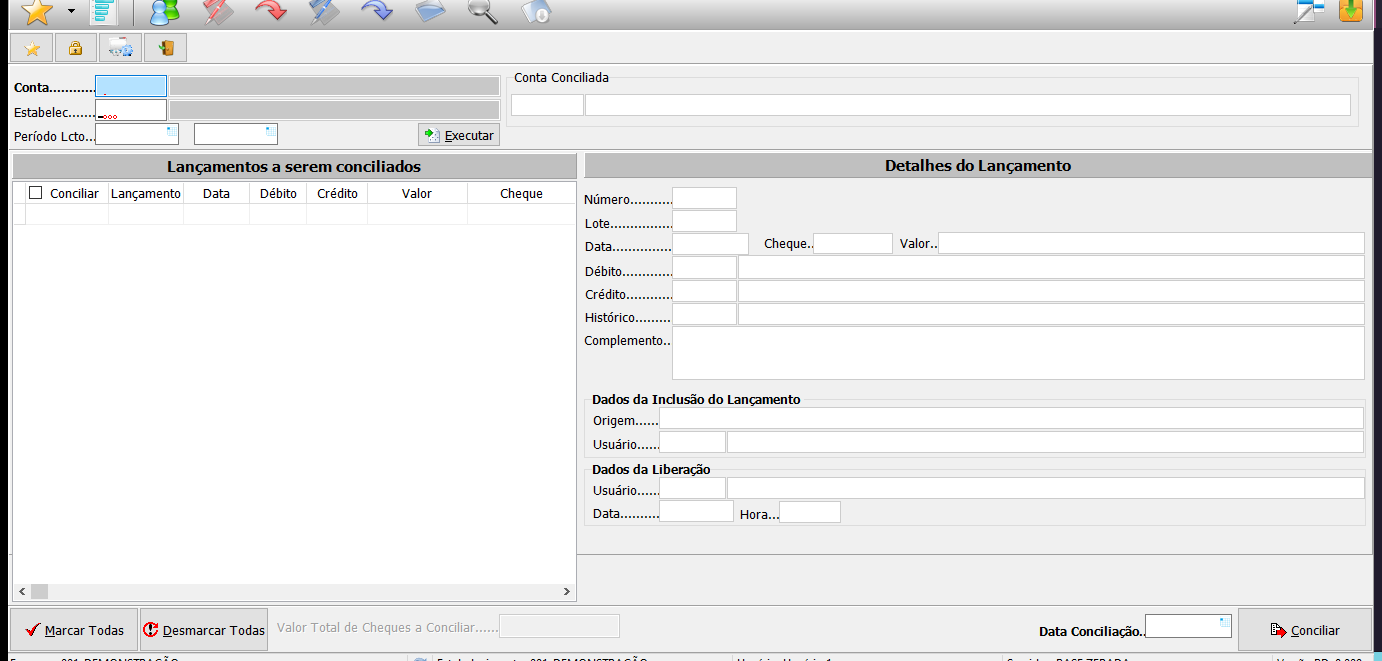 Conta Conciliada
Conta............
Estabelec.......
Período Lcto...
Executar
Lançamentos a serem conciliados
Conciliar Lançamento Data Débito Crédito Valor Cheque
Detalhes do Lançamento
Número..........
Lote...............
Data............... Cheque.. Valor..
Débito............
Crédito...........
Histórico.........
Complemento..
Dados da Inclusão do Lançamento
Origem......
Usuário......
Dados da Liberação
Usuário......
Data.......... Hora...
Marcar Todas Desmarcar Todas Valor Total de Cheques a Conciliar...... Data Conciliação.. Conciliar